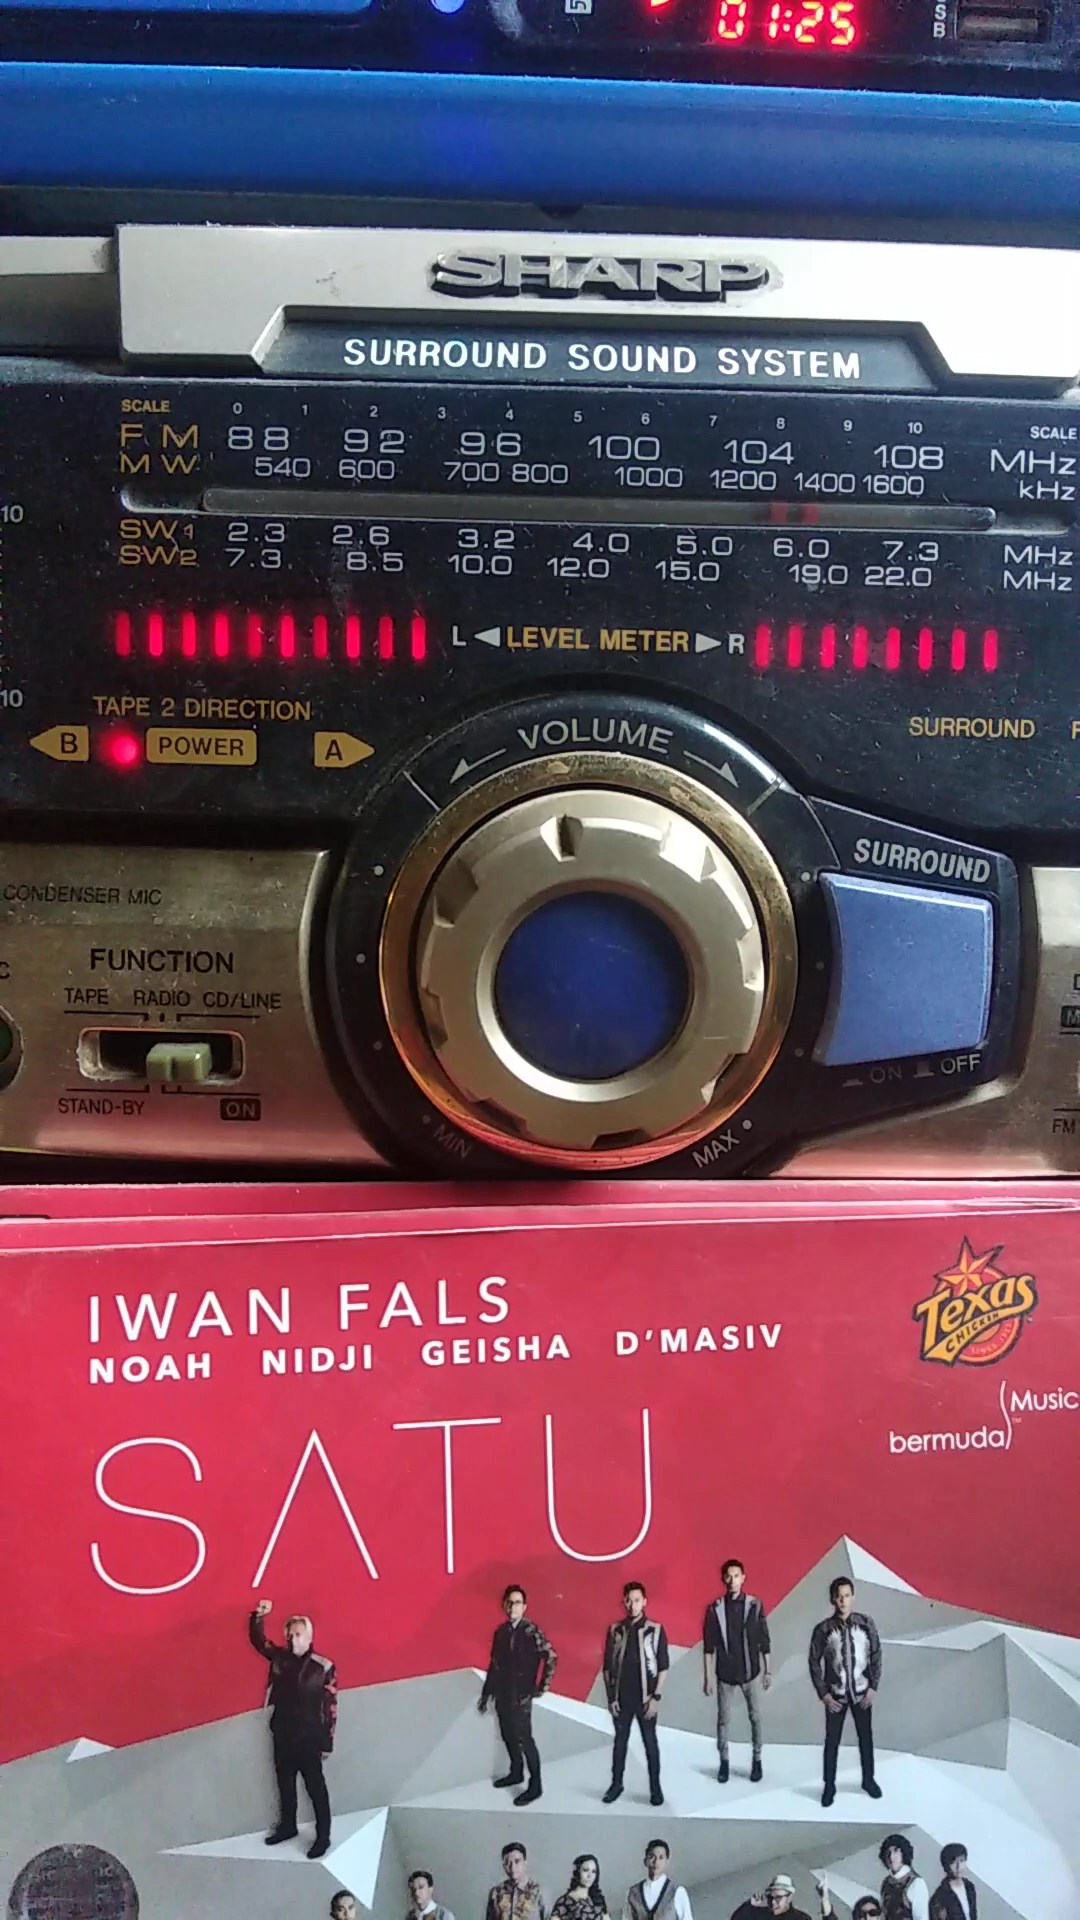 01:25
S
B
SHARP
SURROUND SOUND SYSTEM
SCALE 0 1 2 3 4 5 6 7 8 9 10 SCALE
FM 88 92 96 100 104 108 MHz
MW 540 600 700 800 1000 1200 1400 1600 kHz
10
SW1 2.3 2.6 3.2 4.0 5.0 6.0 7.3 MHz
SW2 7.3 8.5 10.0 12.0 15.0 19.0 22.0 MHz
L LEVEL METER R
10
TAPE 2 DIRECTION
B POWER A
SURROUND
VOLUME
SURROUND
CONDENSER MIC
FUNCTION
TAPE RADIO CD/LINE
STAND-BY ON
ON OFF
MIN MAX
FM
IWAN FALS
NOAH NIDJI GEISHA D'MASIV
Texas
CHICKEN
SATU
Music
bermuda